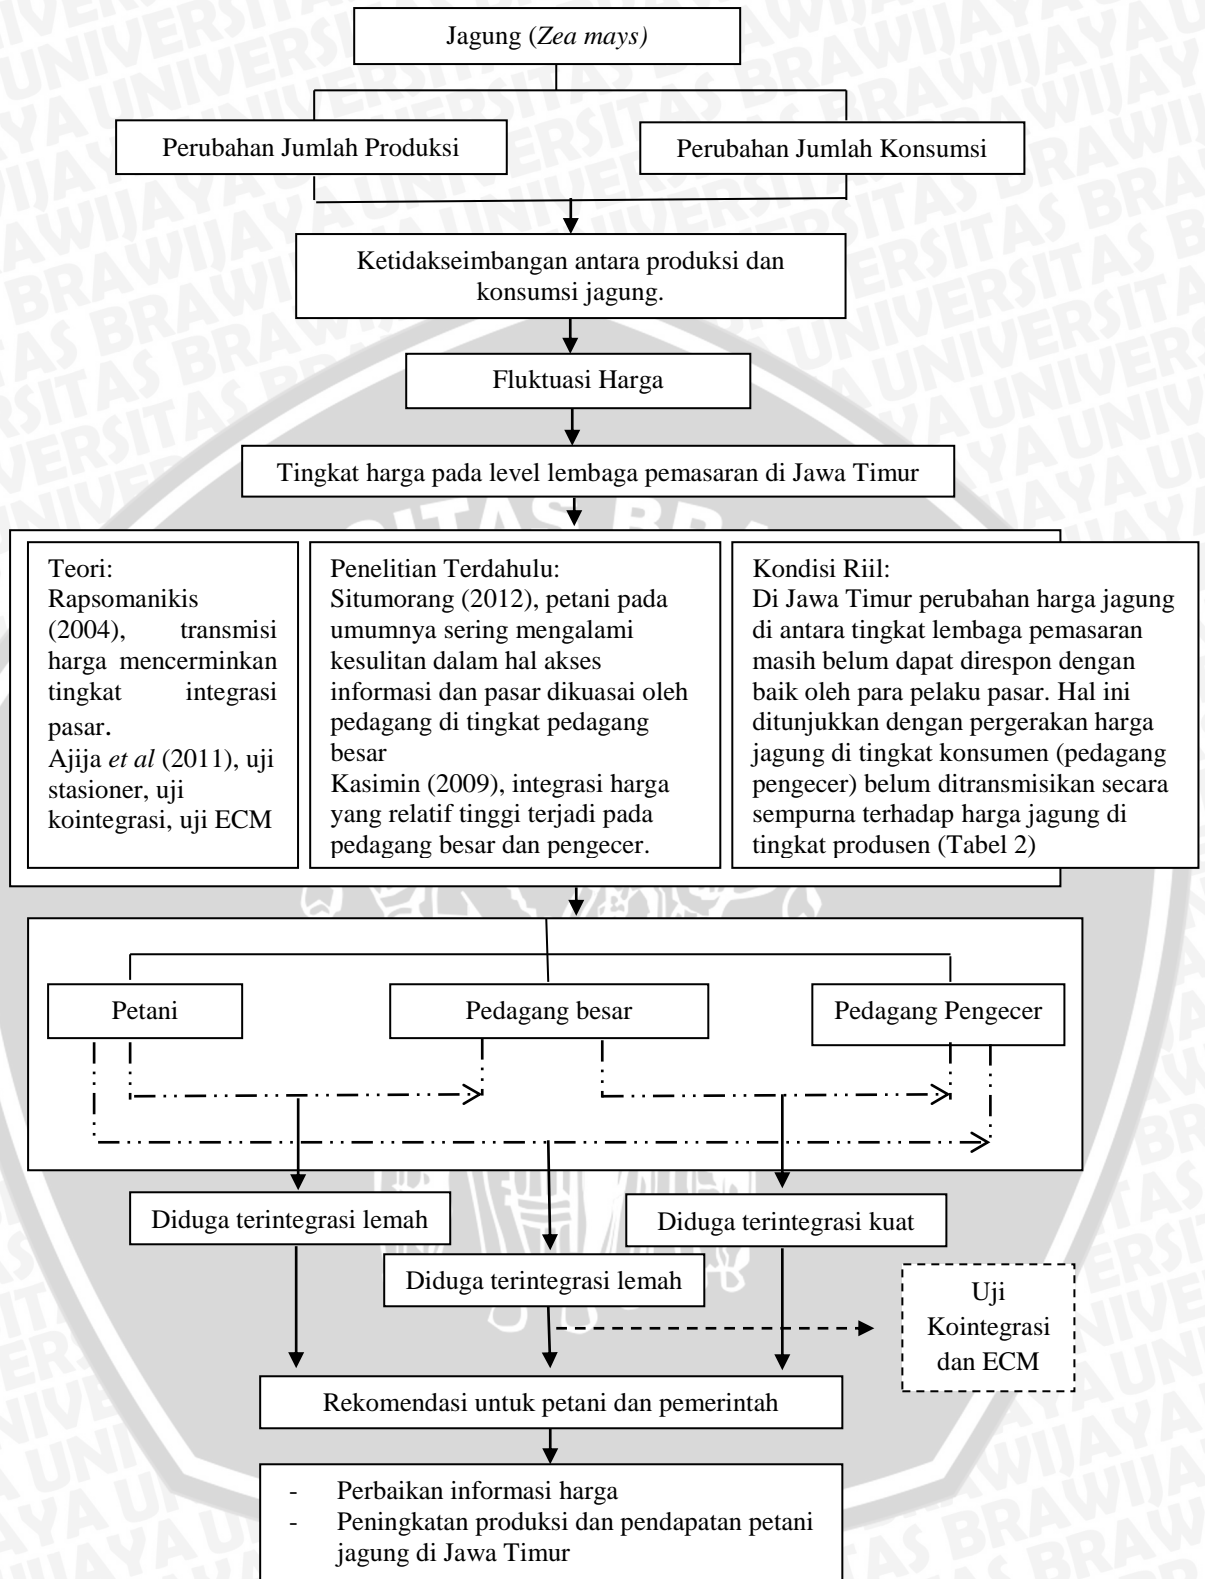 Jagung (Zea mays)
Perubahan Jumlah Produksi
Perubahan Jumlah Konsumsi
Ketidakseimbangan antara produksi dan
konsumsi jagung.
Fluktuasi Harga
Tingkat harga pada level lembaga pemasaran di Jawa Timur
Teori:
Rapsomanikis
(2004), transmisi
harga mencerminkan
tingkat integrasi
pasar.
Ajija et al (2011), uji
stasioner, uji
kointegrasi, uji ECM
Penelitian Terdahulu:
Situmorang (2012), petani pada
umumnya sering mengalami
kesulitan dalam hal akses
informasi dan pasar dikuasai oleh
pedagang di tingkat pedagang
besar
Kasimin (2009), integrasi harga
yang relatif tinggi terjadi pada
pedagang besar dan pengecer.
Kondisi Riil:
Di Jawa Timur perubahan harga jagung
di antara tingkat lembaga pemasaran
masih belum dapat direspon dengan
baik oleh para pelaku pasar. Hal ini
ditunjukkan dengan pergerakan harga
jagung di tingkat konsumen (pedagang
pengecer) belum ditransmisikan secara
sempurna terhadap harga jagung di
tingkat produsen (Tabel 2)
Petani
Pedagang besar
Pedagang Pengecer
Diduga terintegrasi lemah
Diduga terintegrasi kuat
Diduga terintegrasi lemah
Uji
Kointegrasi
dan ECM
Rekomendasi untuk petani dan pemerintah
- Perbaikan informasi harga
- Peningkatan produksi dan pendapatan petani
jagung di Jawa Timur